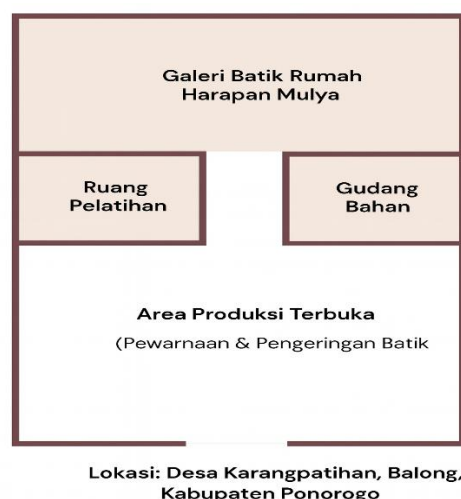 Galeri Batik Rumah
Harapan Mulya
Ruang
Pelatihan
Gudang
Bahan
Area Produksi Terbuka
(Pewarnaan & Pengeringan Batik
Lokasi: Desa Karangpatihan, Balong,
Kabupaten Ponorogo